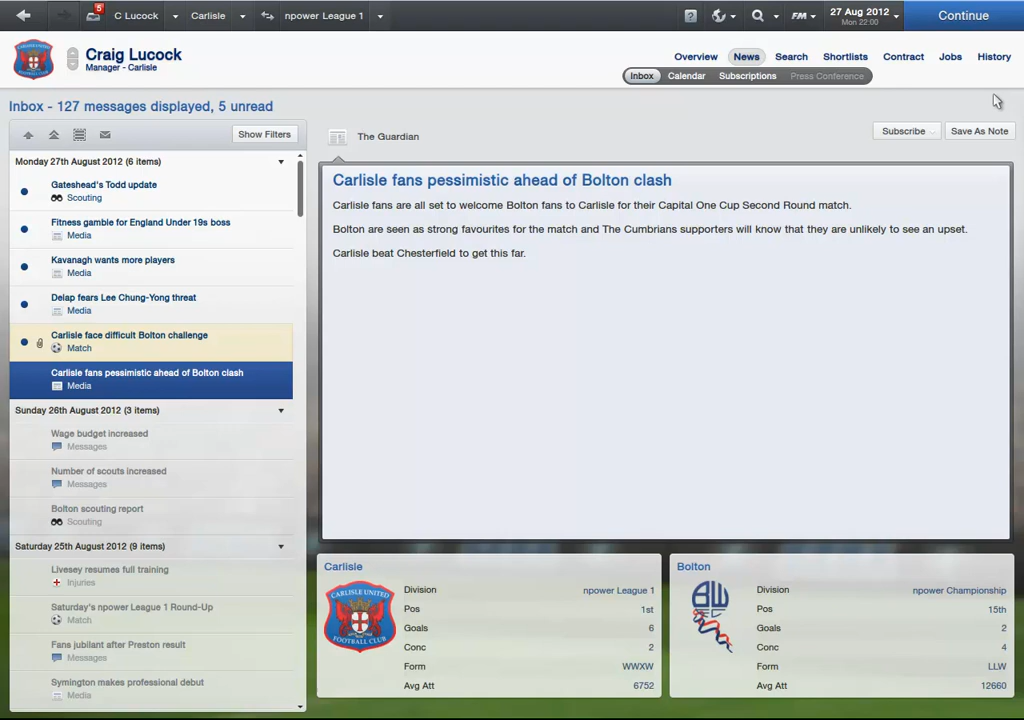 5
C Lucock
Carlisle
npower League 1
?
FM
27 Aug 2012
Mon 22:00
Continue
Craig Lucock
Manager - Carlisle
Overview
News
Search
Shortlists
Contract
Jobs
History
Inbox
Calendar
Subscriptions
Press Conference
Inbox - 127 messages displayed, 5 unread
Show Filters
Monday 27th August 2012 (6 items)
Gateshead's Todd update
Scouting
Fitness gamble for England Under 19s boss
Media
Kavanagh wants more players
Media
Delap fears Lee Chung-Yong threat
Media
Carlisle face difficult Bolton challenge
Match
Carlisle fans pessimistic ahead of Bolton clash
Media
Sunday 26th August 2012 (3 items)
Wage budget increased
Messages
Number of scouts increased
Messages
Bolton scouting report
Scouting
Saturday 25th August 2012 (9 items)
Livesey resumes full training
Injuries
Saturday's npower League 1 Round-Up
Match
Fans jubilant after Preston result
Messages
Symington makes professional debut
Media
The Guardian
Subscribe
Save As Note
Carlisle fans pessimistic ahead of Bolton clash
Carlisle fans are all set to welcome Bolton fans to Carlisle for their Capital One Cup Second Round match.
Bolton are seen as strong favourites for the match and The Cumbrians supporters will know that they are unlikely to see an upset.
Carlisle beat Chesterfield to get this far.
Carlisle
CARLISLE UNITED
FOOTBALL CLUB
Division npower League 1
Pos 1st
Goals 6
Conc 2
Form WWXW
Avg Att 6752
Bolton
Division npower Championship
Pos 15th
Goals 2
Conc 4
Form LLW
Avg Att 12660